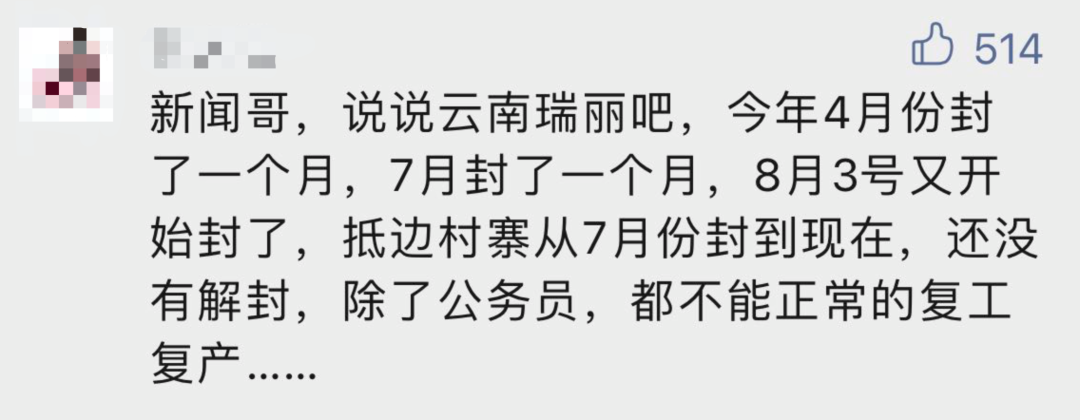 514
新闻哥，说说云南瑞丽吧，今年4月份封
了一个月，7月封了一个月，8月3号又开
始封了，抵边村寨从7月份封到现在，还没
有解封，除了公务员，都不能正常的复工
复产……